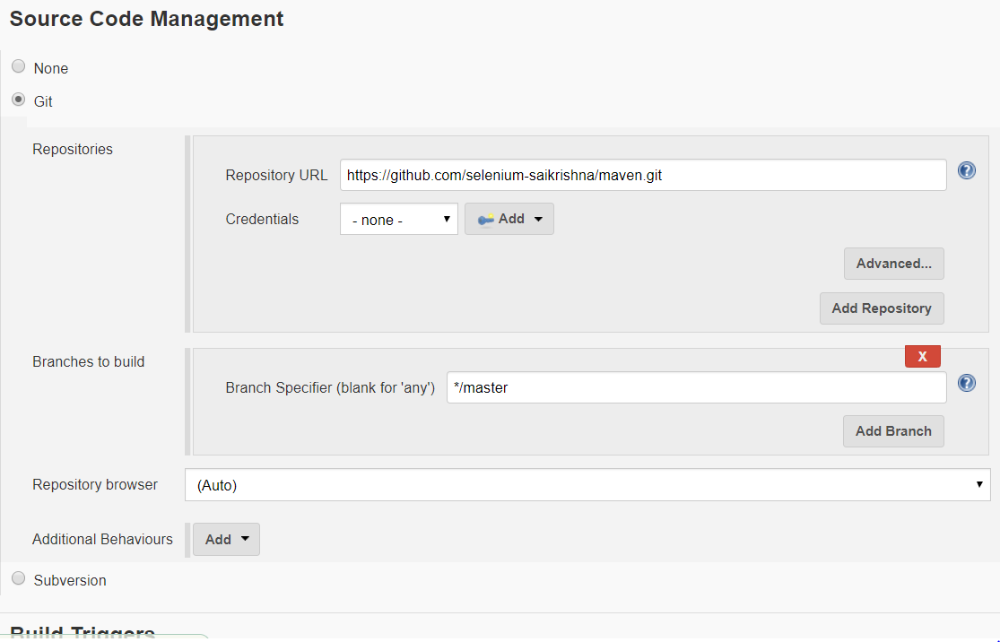 Source Code Management
None
Git
Repositories
Repository URL https://github.com/selenium-saikrishna/maven.git
Credentials - none - Add
Advanced...
Add Repository
Branches to build X
Branch Specifier (blank for 'any') */master
Add Branch
Repository browser (Auto)
Additional Behaviours Add
Subversion
Build Triggers